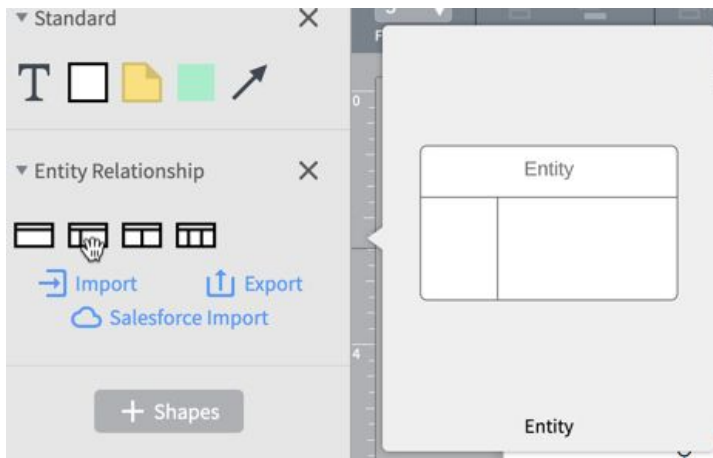 Standard
T
0
Entity Relationship
Entity
Import
Export
Salesforce Import
4
+ Shapes
Entity